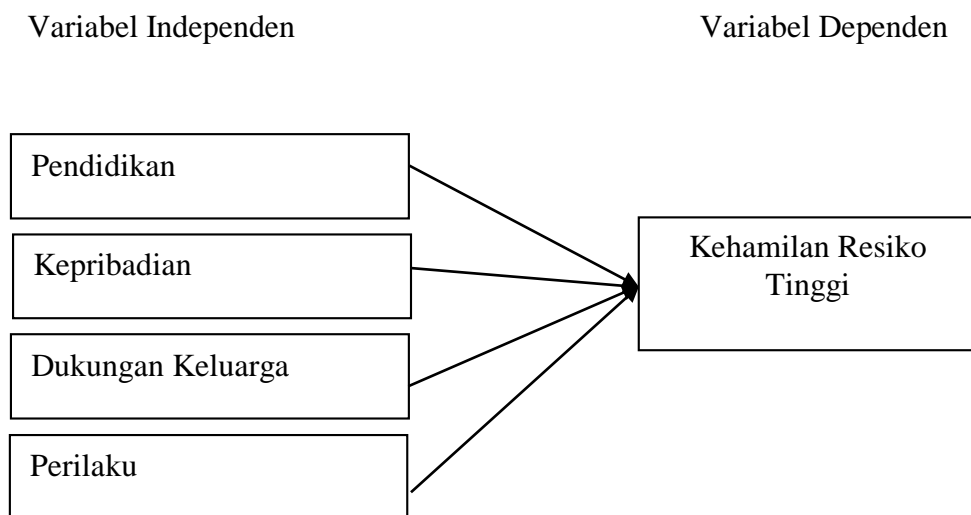 Variabel Independen
Variabel Dependen
Pendidikan
Kepribadian
Dukungan Keluarga
Perilaku
Kehamilan Resiko
Tinggi